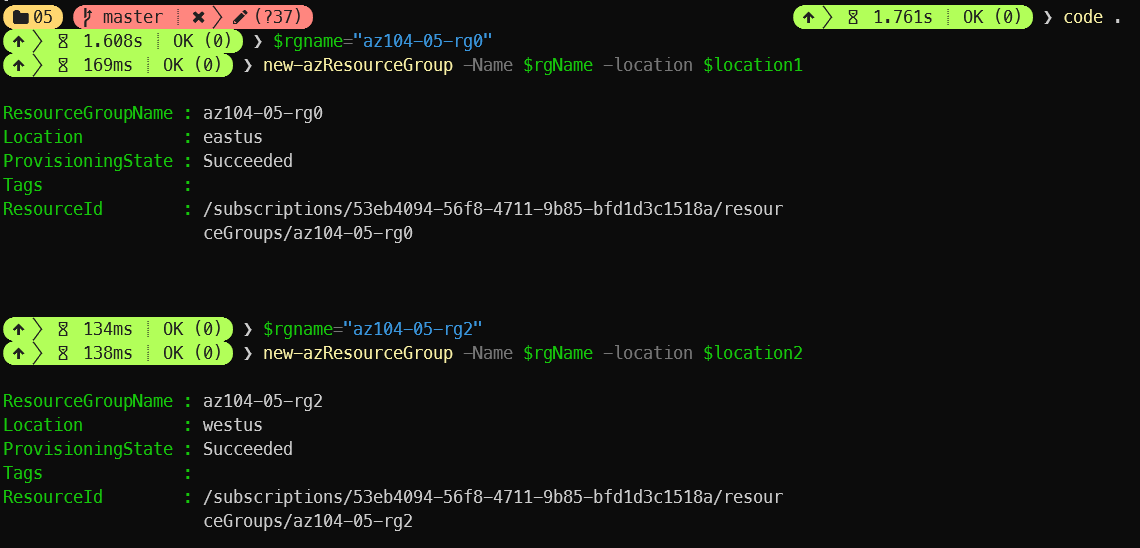 05 master (?37) 1.761s OK (0) ❯ code .
1.608s OK (0) ❯ $rgname="az104-05-rg0"
169ms OK (0) ❯ new-azResourceGroup -Name $rgName -location $location1
ResourceGroupName : az104-05-rg0
Location : eastus
ProvisioningState : Succeeded
Tags :
ResourceId : /subscriptions/53eb4094-56f8-4711-9b85-bfd1d3c1518a/resour
ceGroups/az104-05-rg0
134ms OK (0) ❯ $rgname="az104-05-rg2"
138ms OK (0) ❯ new-azResourceGroup -Name $rgName -location $location2
ResourceGroupName : az104-05-rg2
Location : westus
ProvisioningState : Succeeded
Tags :
ResourceId : /subscriptions/53eb4094-56f8-4711-9b85-bfd1d3c1518a/resour
ceGroups/az104-05-rg2